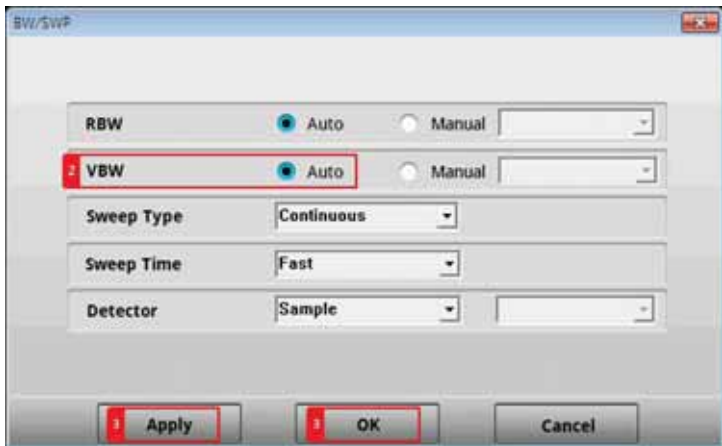 BW/SWP
RBW Auto Manual
2 VBW Auto Manual
Sweep Type Continuous
Sweep Time Fast
Detector Sample
3 Apply 3 OK Cancel